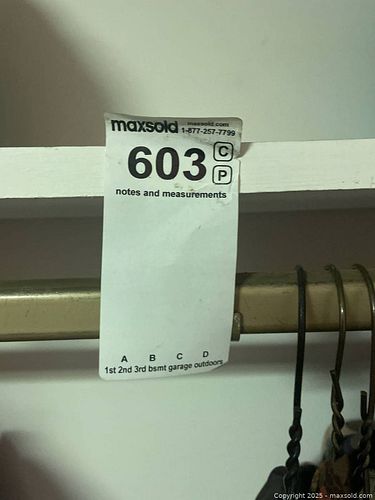 maxsold maxsold.com
1-877-257-7799
603 C
P
notes and measurements
A B C D
1st 2nd 3rd bsmt garage outdoors
Copyright 2025 - maxsold.com